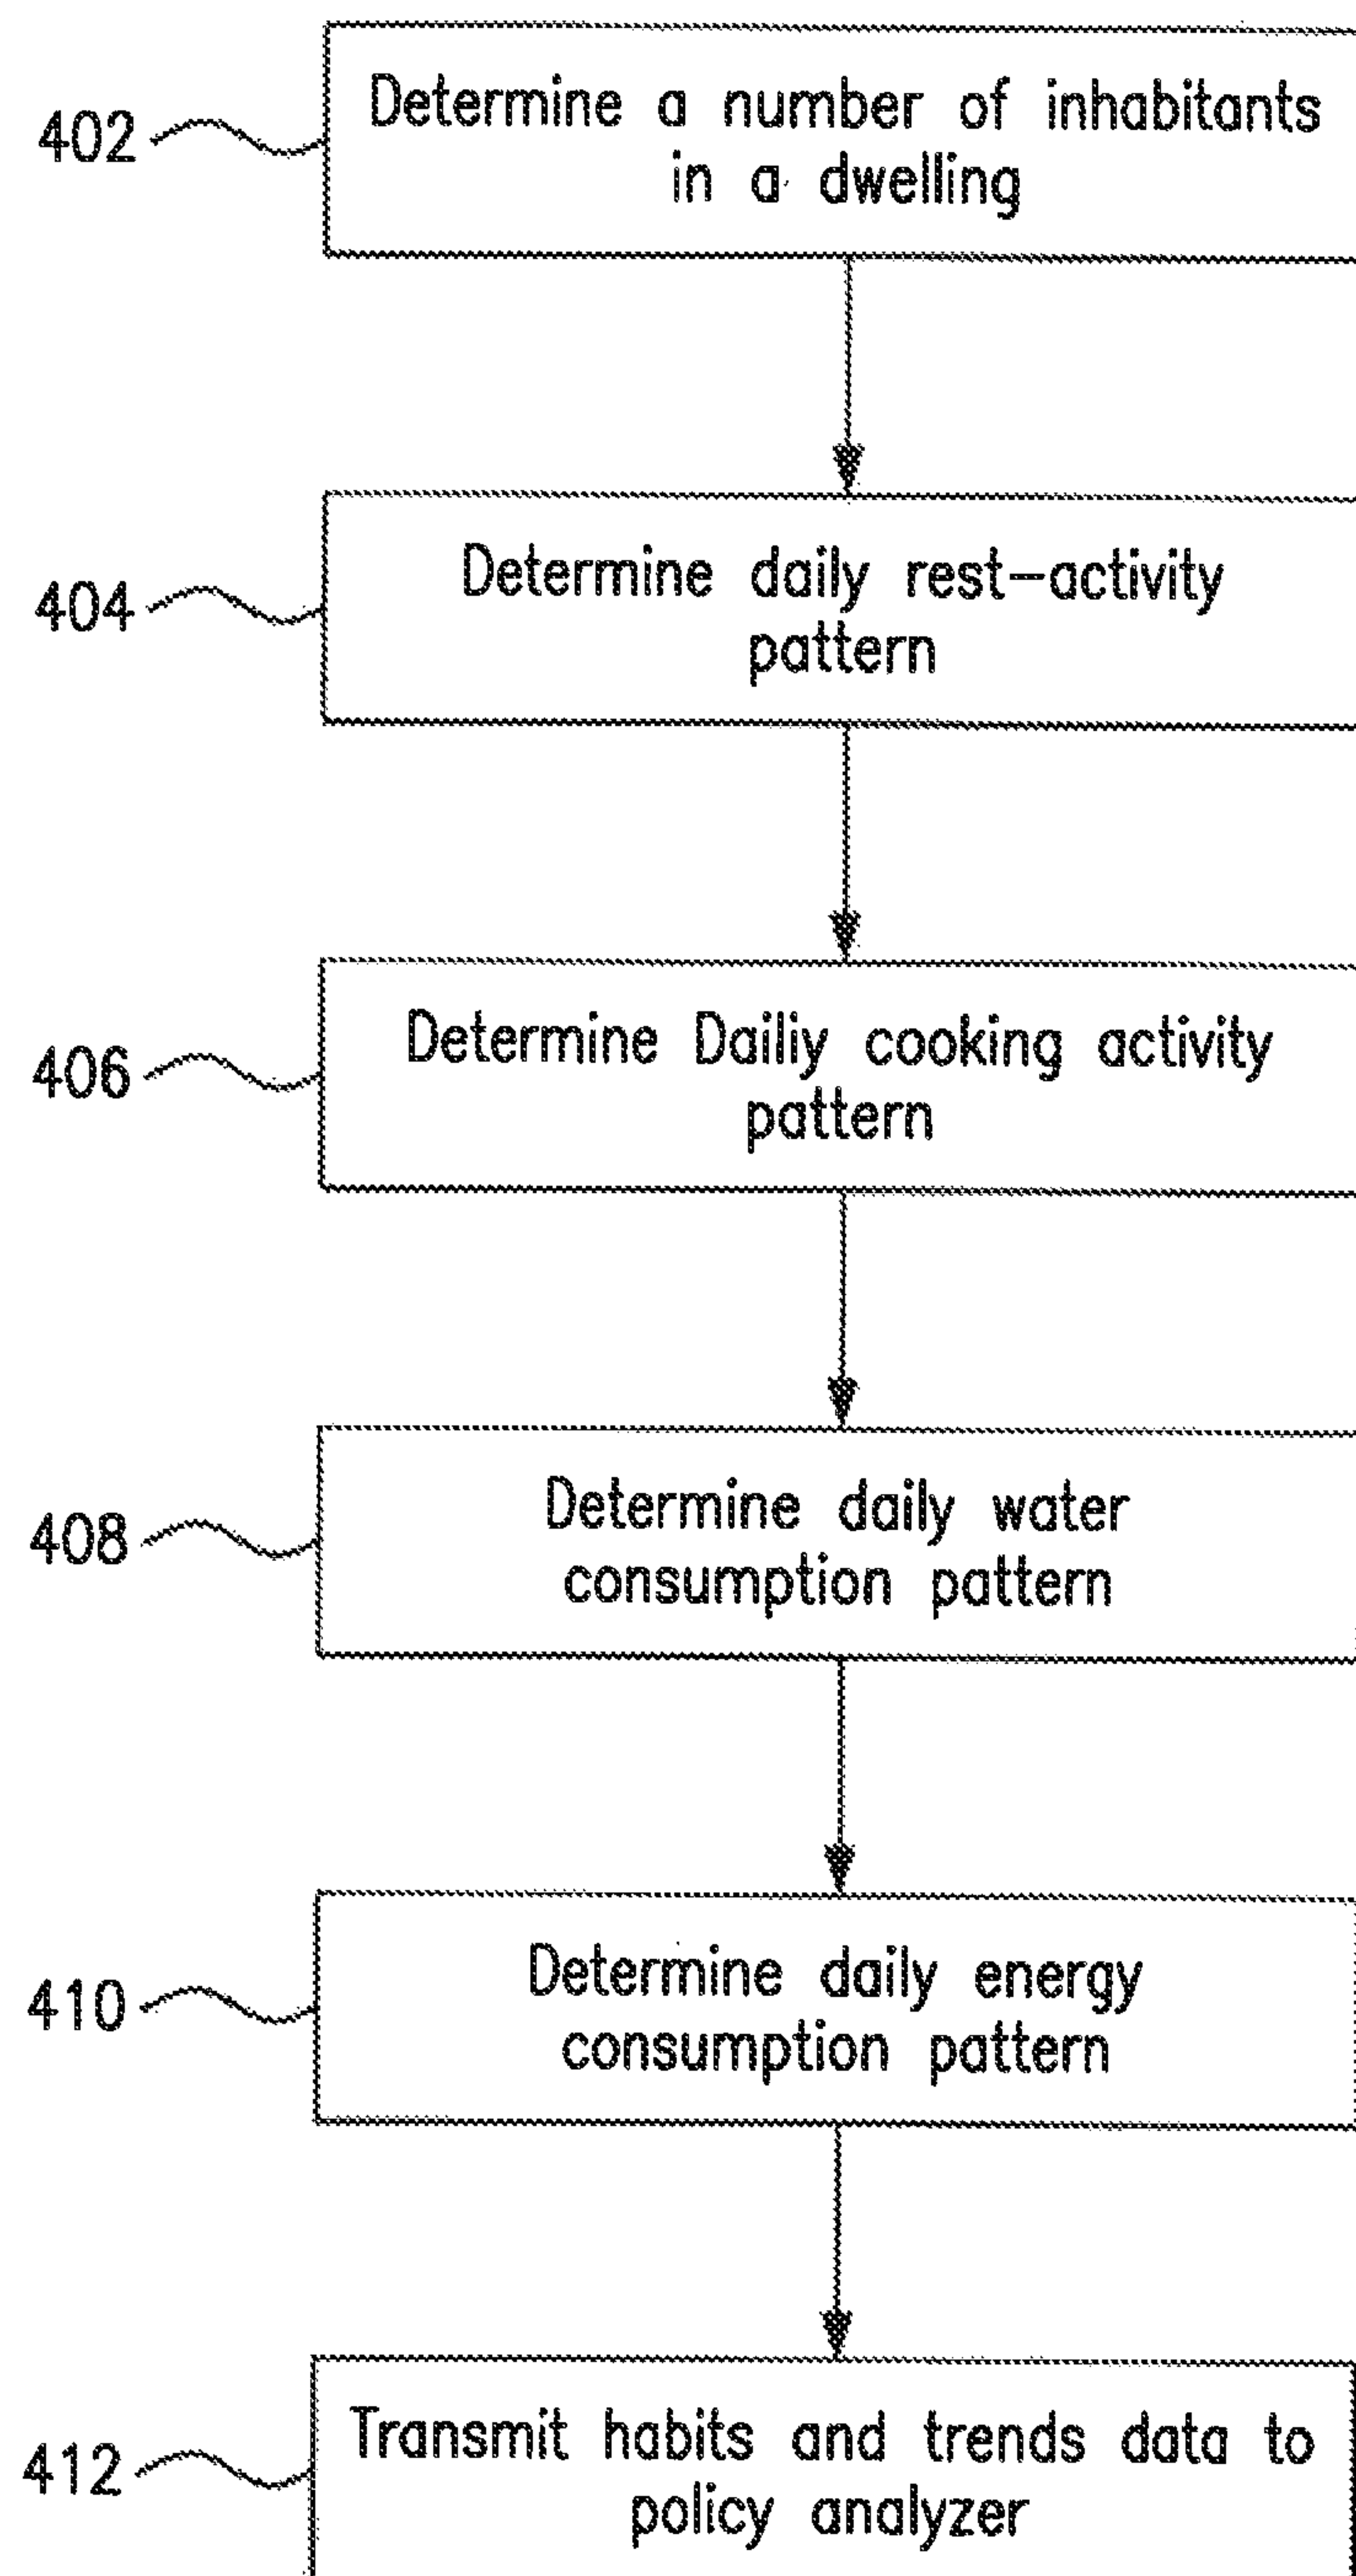 402
Determine a number of inhabitants
in a dwelling
404
Determine daily rest-activity
pattern
406
Determine Dailiy cooking activity
pattern
408
Determine daily water
consumption pattern
410
Determine daily energy
consumption pattern
412
Transmit habits and trends data to
policy analyzer